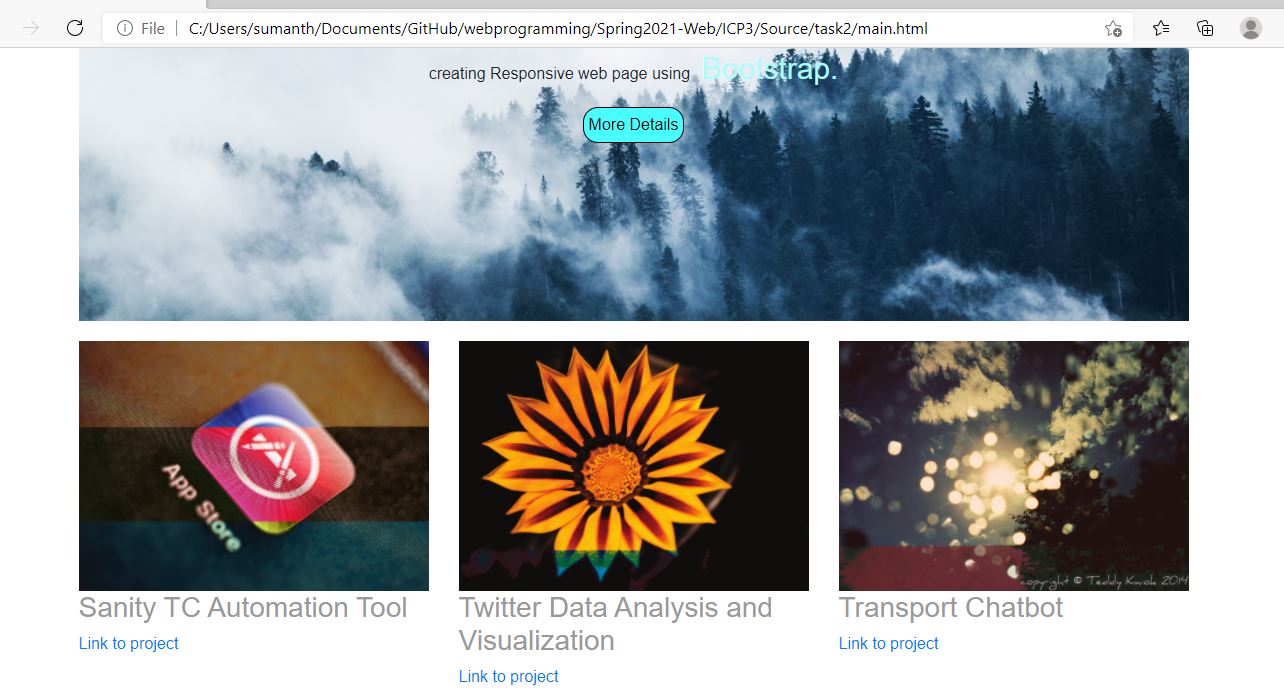 File
C:/Users/sumanth/Documents/GitHub/webprogramming/Spring2021-Web/ICP3/Source/task2/main.html
creating Responsive web page using Bootstrap.
More Details
App Store
copyright © Teddy Kwok 2014
Sanity TC Automation Tool
Twitter Data Analysis and
Visualization
Transport Chatbot
Link to project
Link to project
Link to project